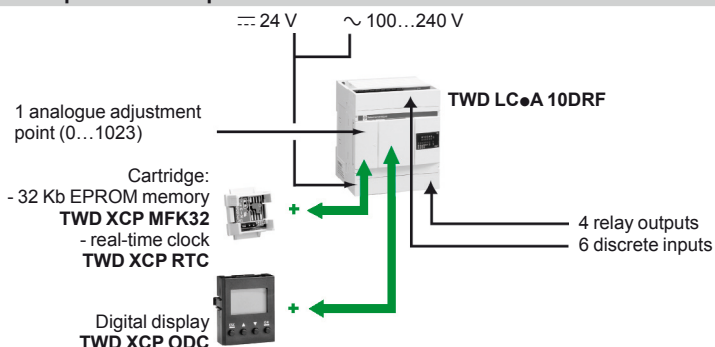 ⎓ 24 V
∿ 100…240 V
TWD LC●A 10DRF
1 analogue adjustment
point (0…1023)
Cartridge:
- 32 Kb EPROM memory
TWD XCP MFK32
- real-time clock
TWD XCP RTC
+
4 relay outputs
6 discrete inputs
+
Digital display
TWD XCP ODC